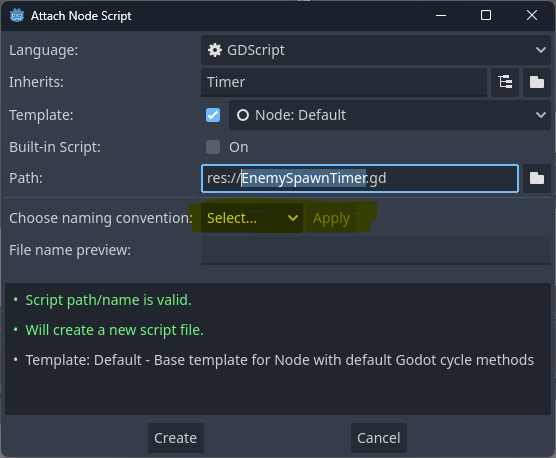 Attach Node Script
Language: GDScript
Inherits: Timer
Template: Node: Default
Built-in Script: On
Path: res://EnemySpawnTimer.gd
Choose naming convention: Select... Apply
File name preview:
• Script path/name is valid.
• Will create a new script file.
• Template: Default - Base template for Node with default Godot cycle methods
Create Cancel